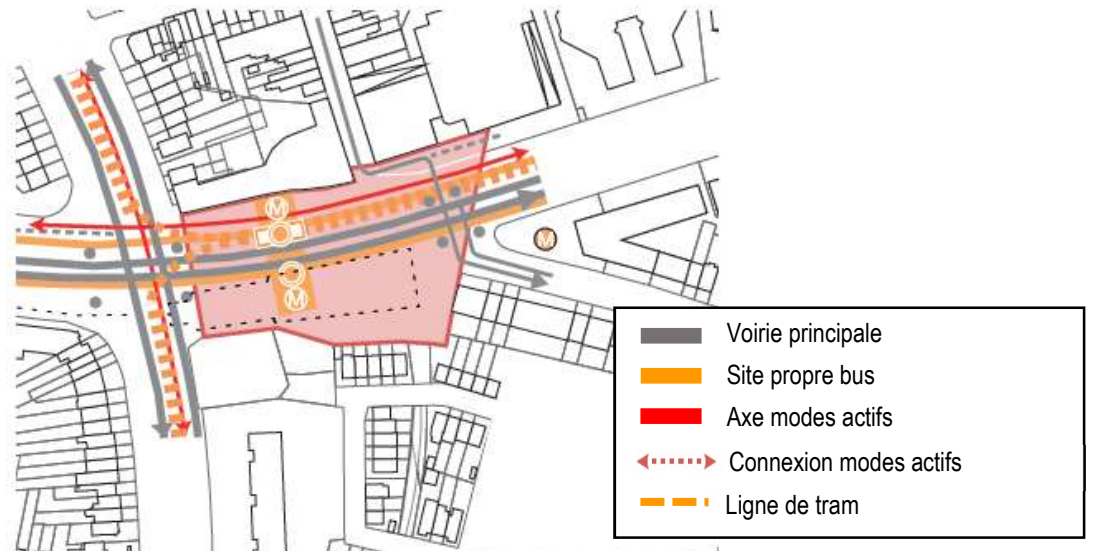 M
M
M
Voirie principale
Site propre bus
Axe modes actifs
Connexion modes actifs
Ligne de tram